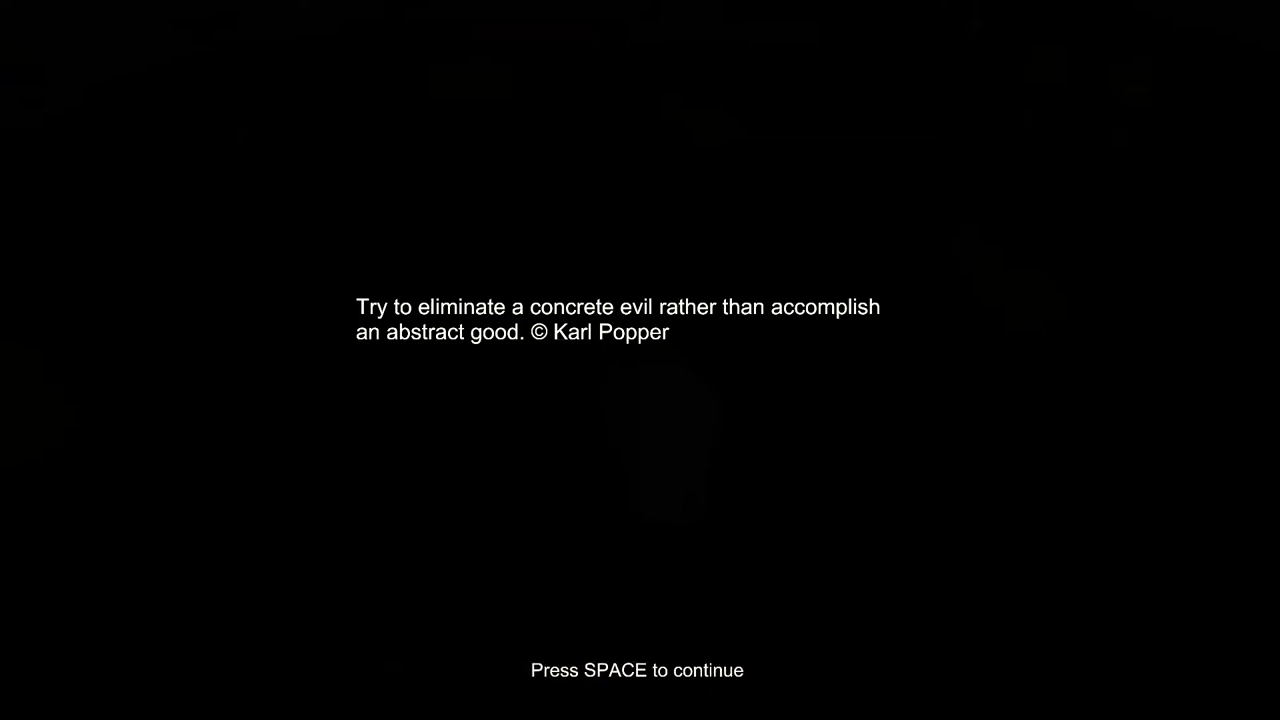 Try to eliminate a concrete evil rather than accomplish
an abstract good. © Karl Popper
Press SPACE to continue